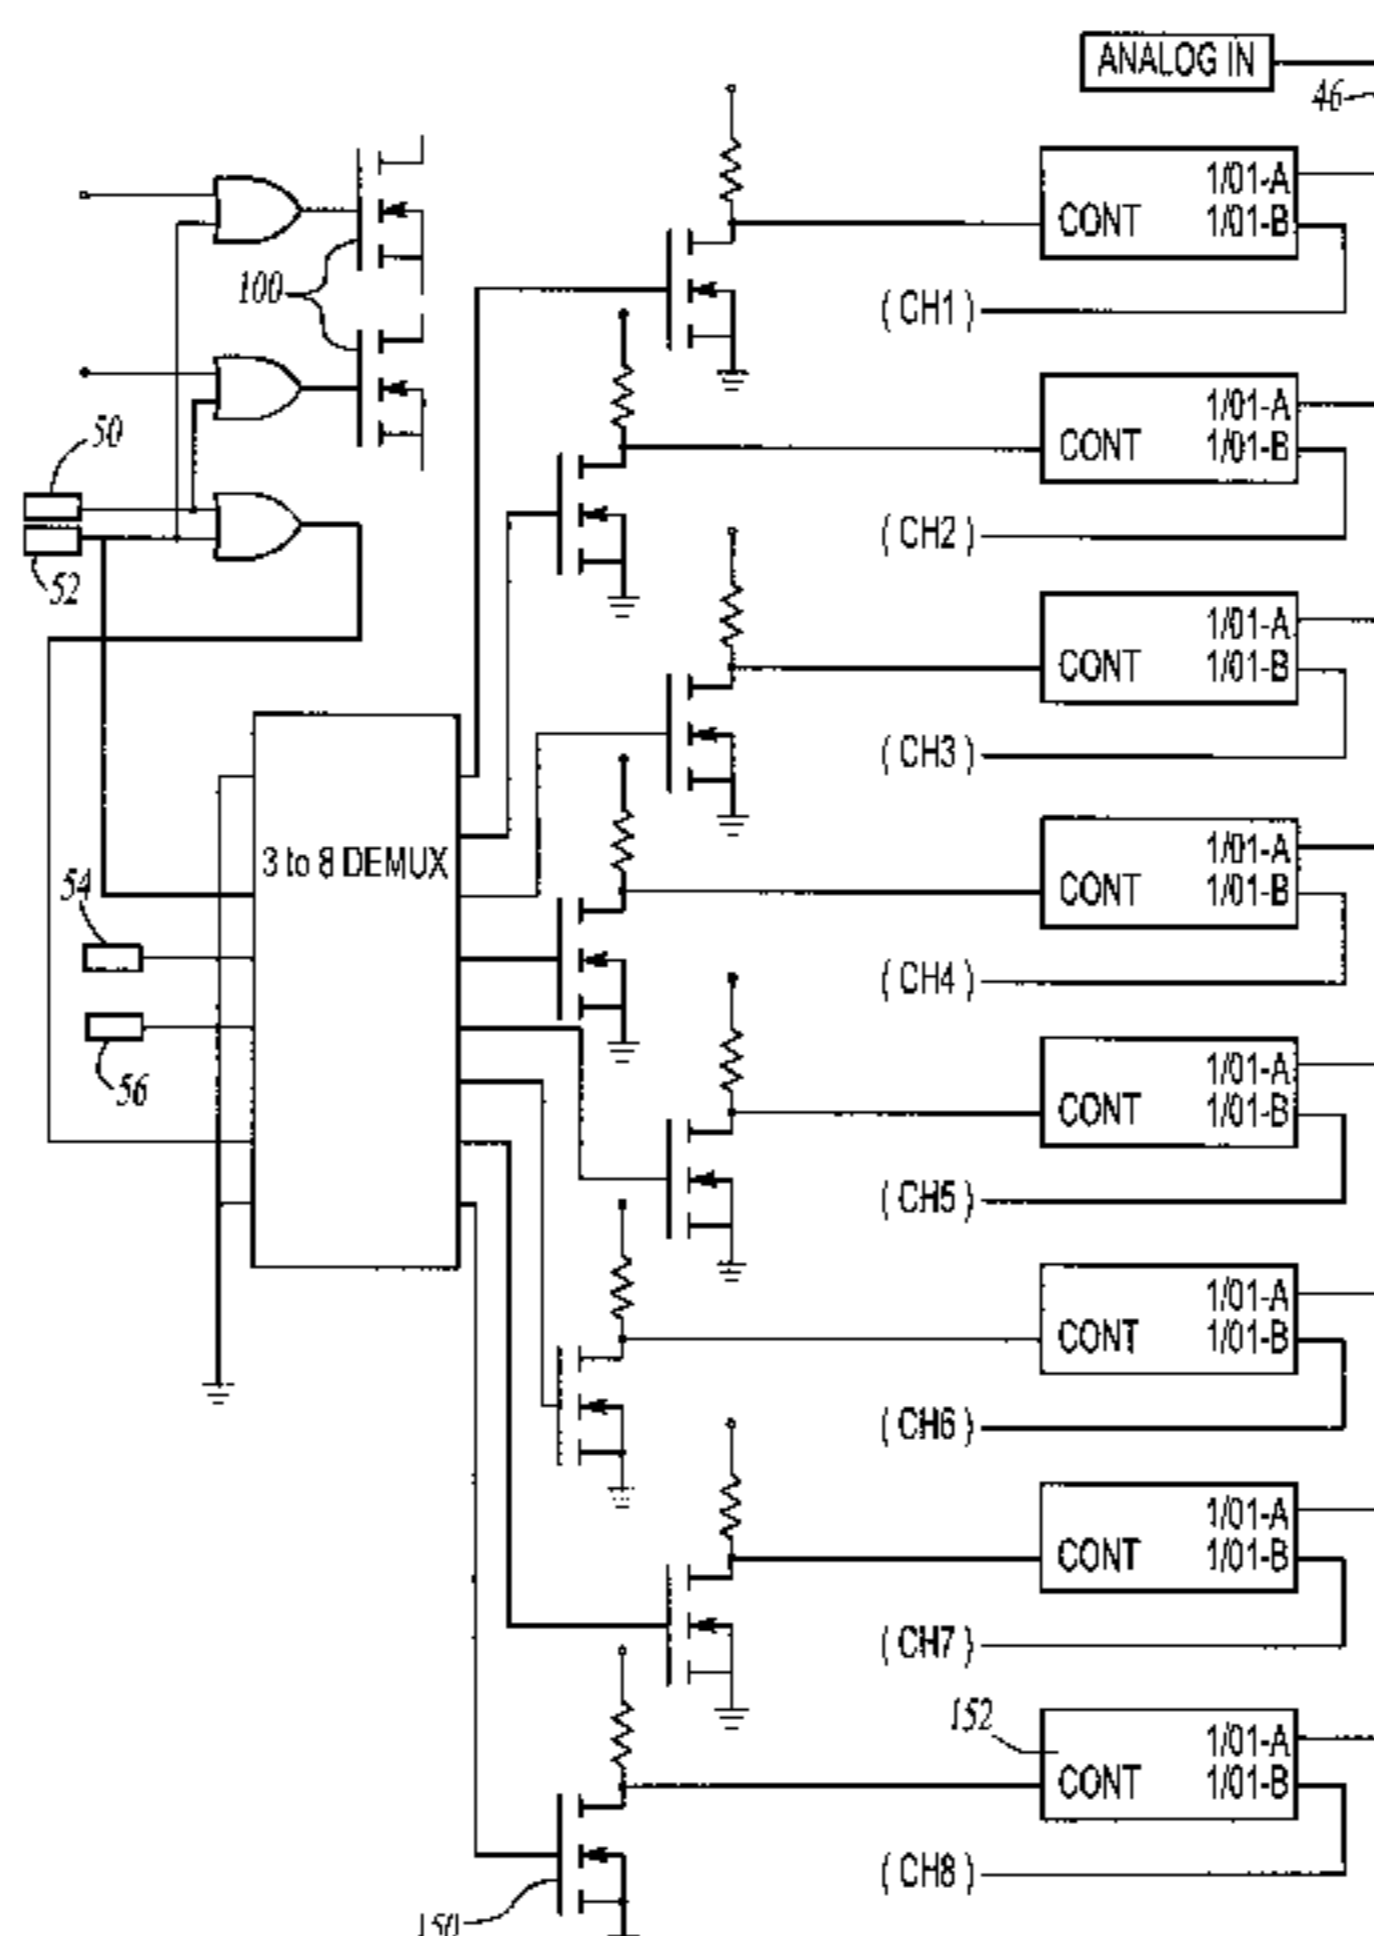 ANALOG IN
46
1/01-A
CONT 1/01-B
( CH1 )
100
1/01-A
CONT 1/01-B
50
( CH2 )
52
1/01-A
CONT 1/01-B
( CH3 )
3 to 8 DEMUX
1/01-A
CONT 1/01-B
54
( CH4 )
56
1/01-A
CONT 1/01-B
( CH5 )
1/01-A
CONT 1/01-B
( CH6 )
1/01-A
CONT 1/01-B
( CH7 )
152
1/01-A
CONT 1/01-B
( CH8 )
150